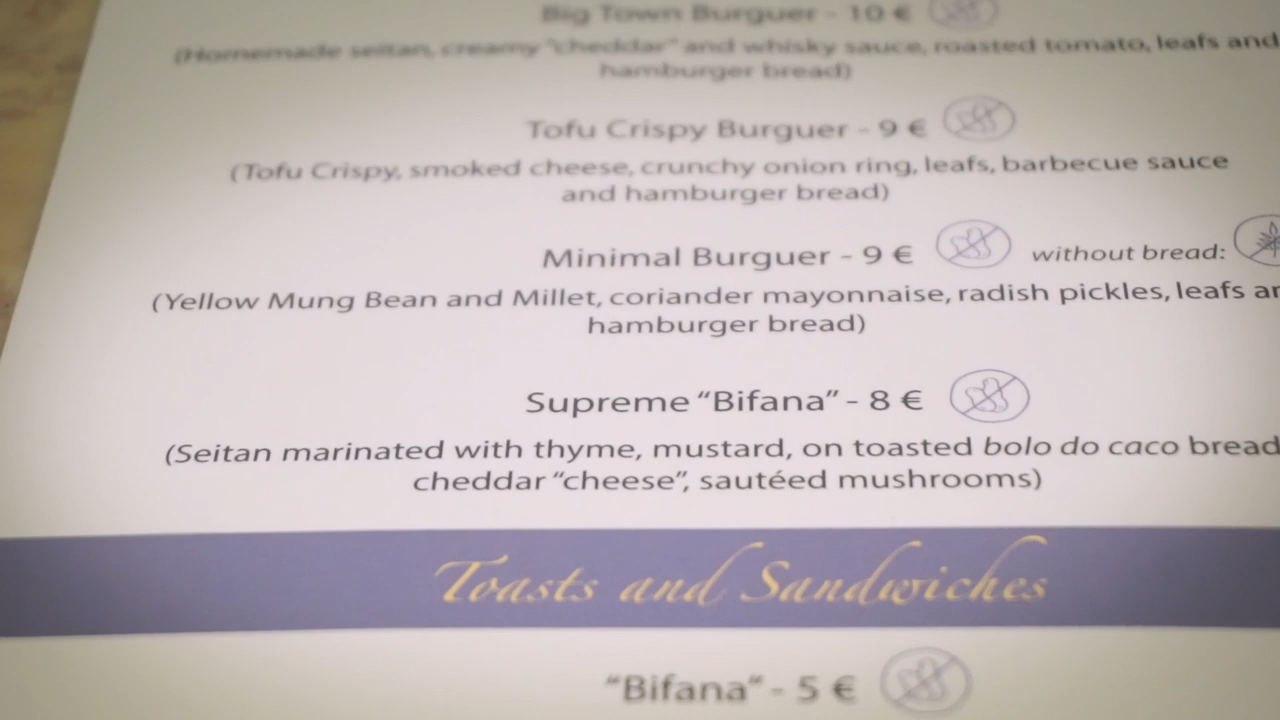 Big Town Burguer - 10 €
(Homemade seitan, creamy "cheddar" and whisky sauce, roasted tomato, leafs and
hamburger bread)
Tofu Crispy Burguer - 9 €
(Tofu Crispy, smoked cheese, crunchy onion ring, leafs, barbecue sauce
and hamburger bread)
Minimal Burguer - 9 € without bread:
(Yellow Mung Bean and Millet, coriander mayonnaise, radish pickles, leafs
hamburger bread)
Supreme “Bifana” - 8 €
(Seitan marinated with thyme, mustard, on toasted bolo do caco bread
cheddar “cheese”, sautéed mushrooms)
Toasts and Sandwiches
“Bifana” - 5 €